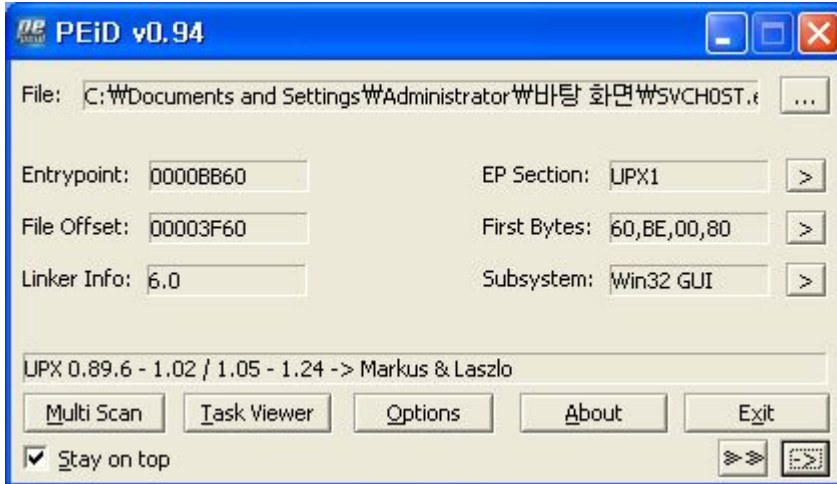 PEiD v0.94
File: C:₩Documents and Settings₩Administrator₩바탕 화면₩SVCH0ST.e ...
Entrypoint: 0000BB60 EP Section: UPX1 >
File Offset: 00003F60 First Bytes: 60,BE,00,80 >
Linker Info: 6.0 Subsystem: Win32 GUI >
UPX 0.89.6 - 1.02 / 1.05 - 1.24 -> Markus & Laszlo
Multi Scan Task Viewer Options About Exit
Stay on top >> ->